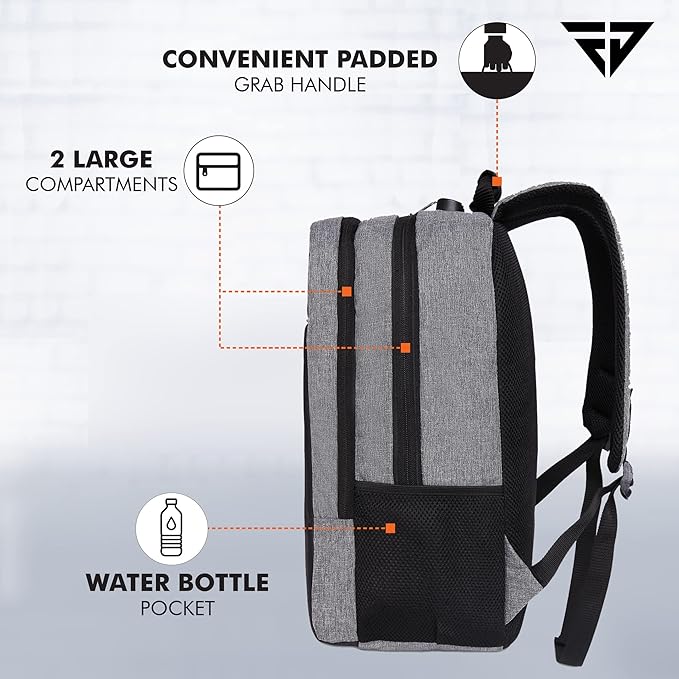 CONVENIENT PADDED
GRAB HANDLE
2 LARGE
COMPARTMENTS
WATER BOTTLE
POCKET